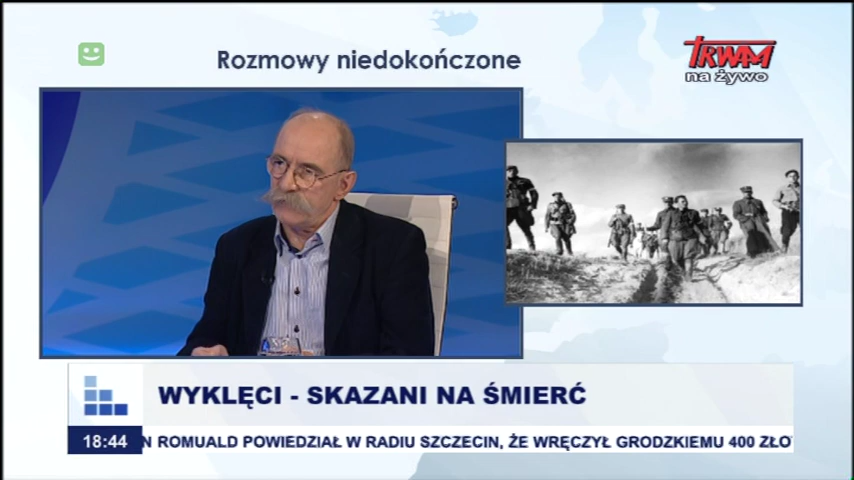 Rozmowy niedokończone
TRWAM
na żywo
WYKLĘCI - SKAZANI NA ŚMIERĆ
18:44 N ROMUALD POWIEDZIAŁ W RADIU SZCZECIN, ŻE WRĘCZYŁ GRODZKIEMU 400 ZŁO